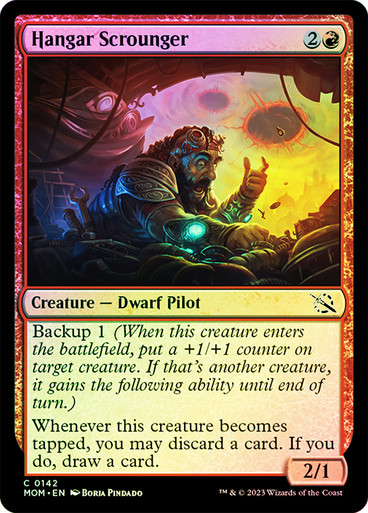 Hangar Scrounger 2
Creature — Dwarf Pilot
Backup 1 (When this creature enters
the battlefield, put a +1/+1 counter on
target creature. If that's another creature,
it gains the following ability until end of
turn.)
Whenever this creature becomes
tapped, you may discard a card. If you
do, draw a card.
2/1
C 0142
MOM • EN Boria Pindado
™ & © 2023 Wizards of the Coast